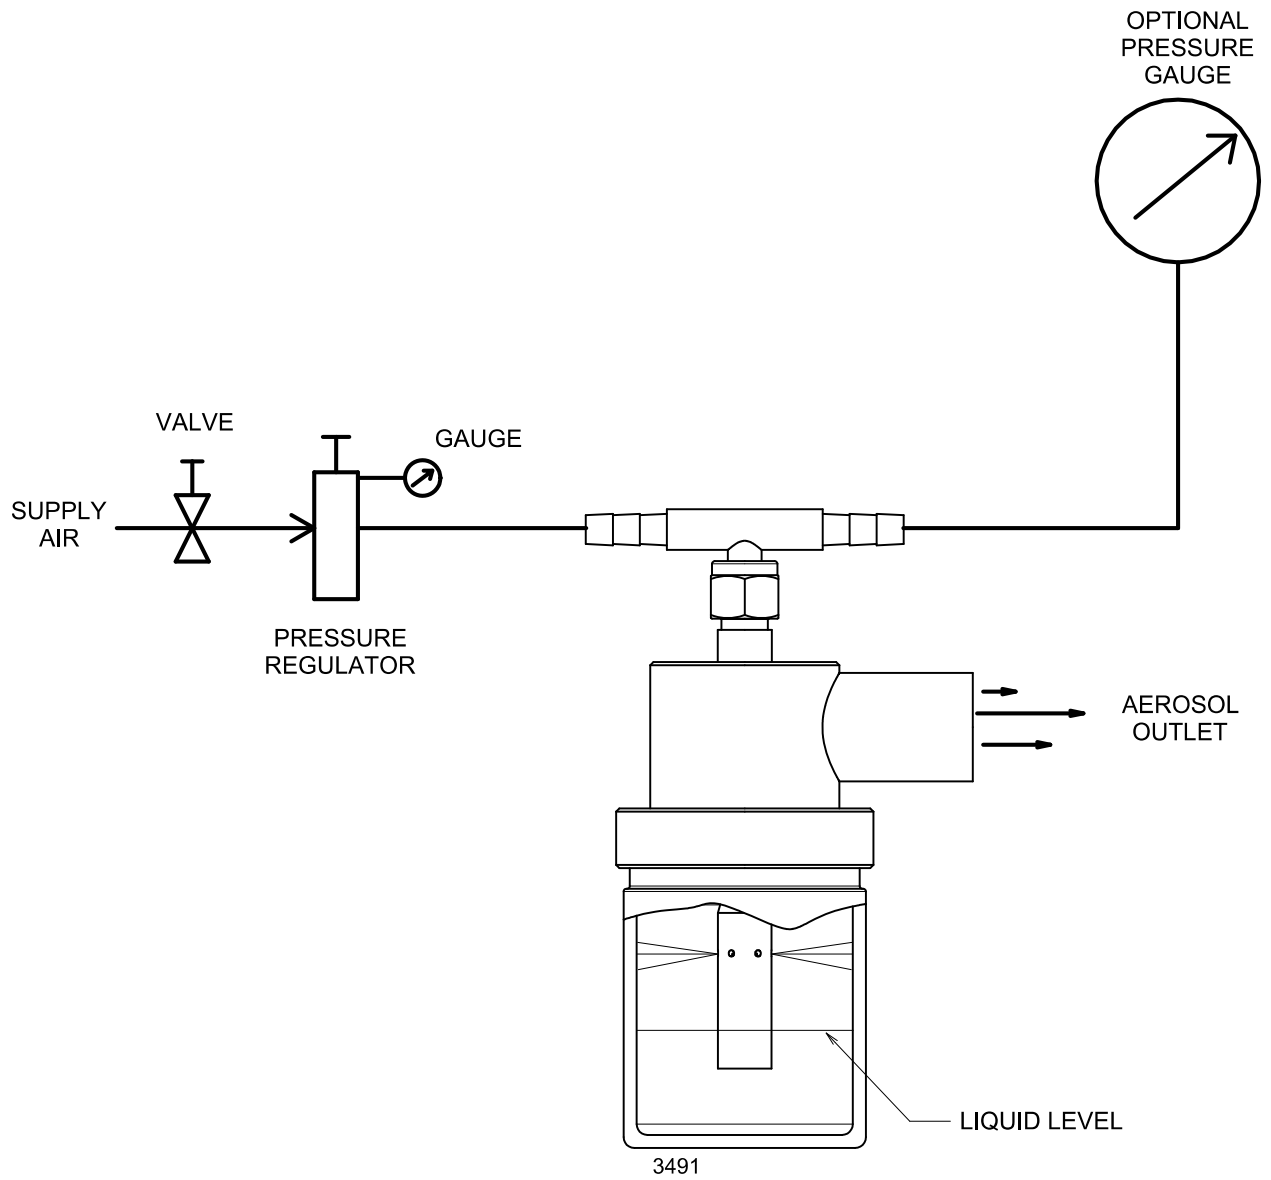 OPTIONAL
PRESSURE
GAUGE
VALVE
GAUGE
SUPPLY
AIR
PRESSURE
REGULATOR
AEROSOL
OUTLET
LIQUID LEVEL
3491